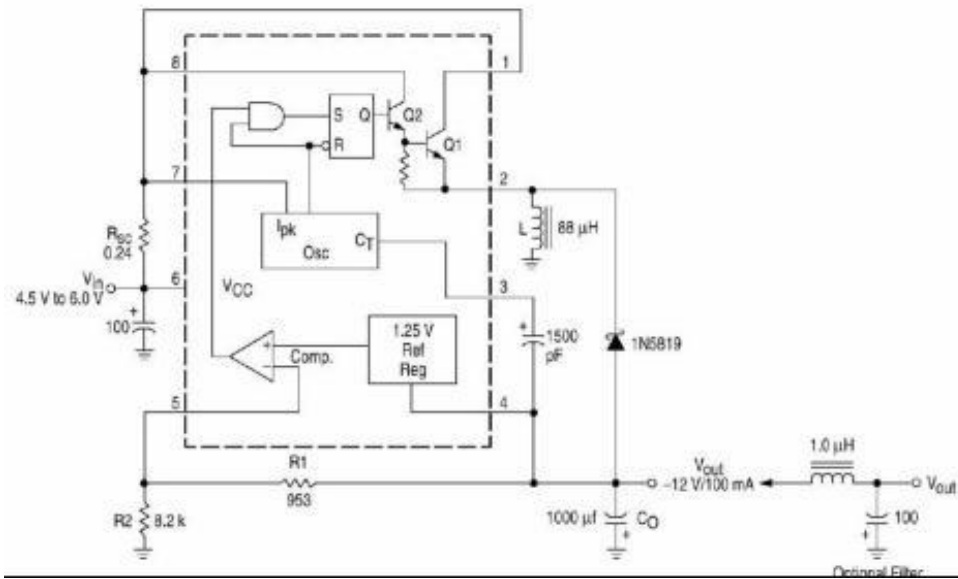 8
1
S Q
Q2
R
Q1
7
2
Ipk
Osc
CT
L
88 µH
Rsc
0.24
Vin
4.5 V to 6.0 V
6
VCC
3
100
+
1.25 V
Ref
Reg
+
1500
pF
1N5819
+
−
Comp.
5
4
R1
953
1.0 µH
Vout
−12 V/100 mA
Vout
R2
8.2 k
1000 µf
CO
+
100
+
Optional Filter